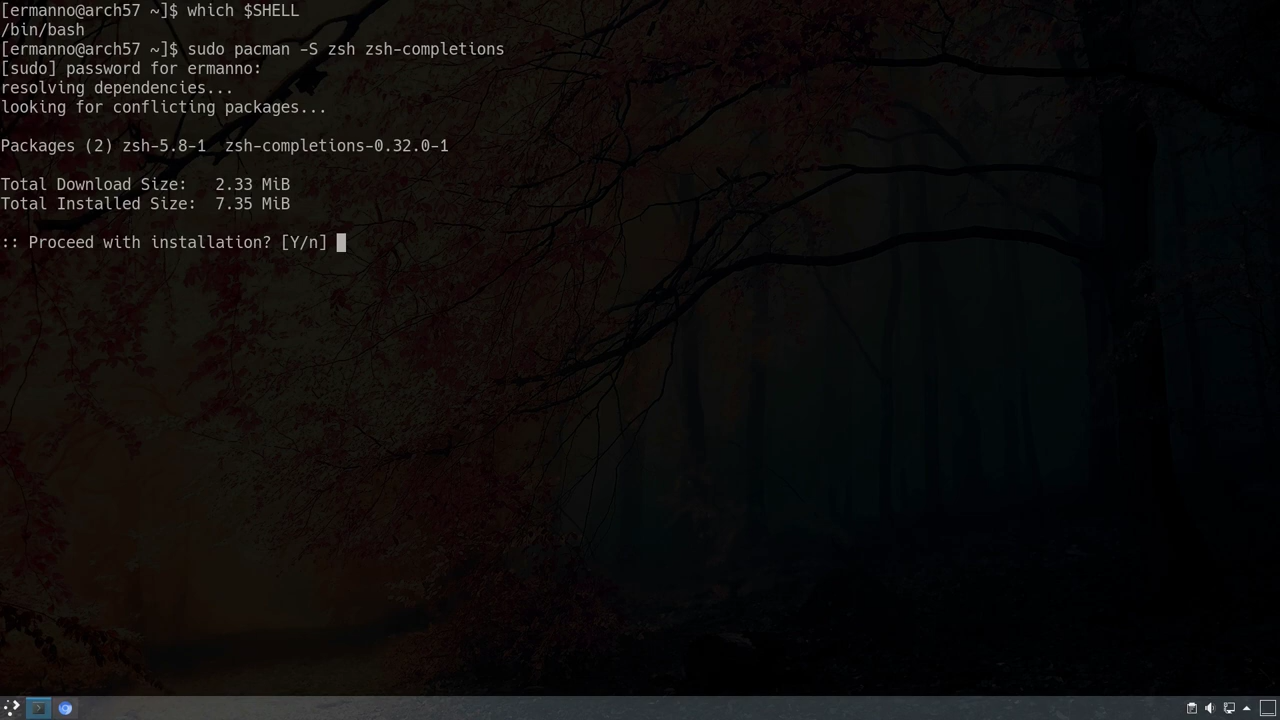 [ermanno@arch57 ~]$ which $SHELL
/bin/bash
[ermanno@arch57 ~]$ sudo pacman -S zsh zsh-completions
[sudo] password for ermanno:
resolving dependencies...
looking for conflicting packages...
Packages (2) zsh-5.8-1  zsh-completions-0.32.0-1
Total Download Size:   2.33 MiB
Total Installed Size:  7.35 MiB
:: Proceed with installation? [Y/n]